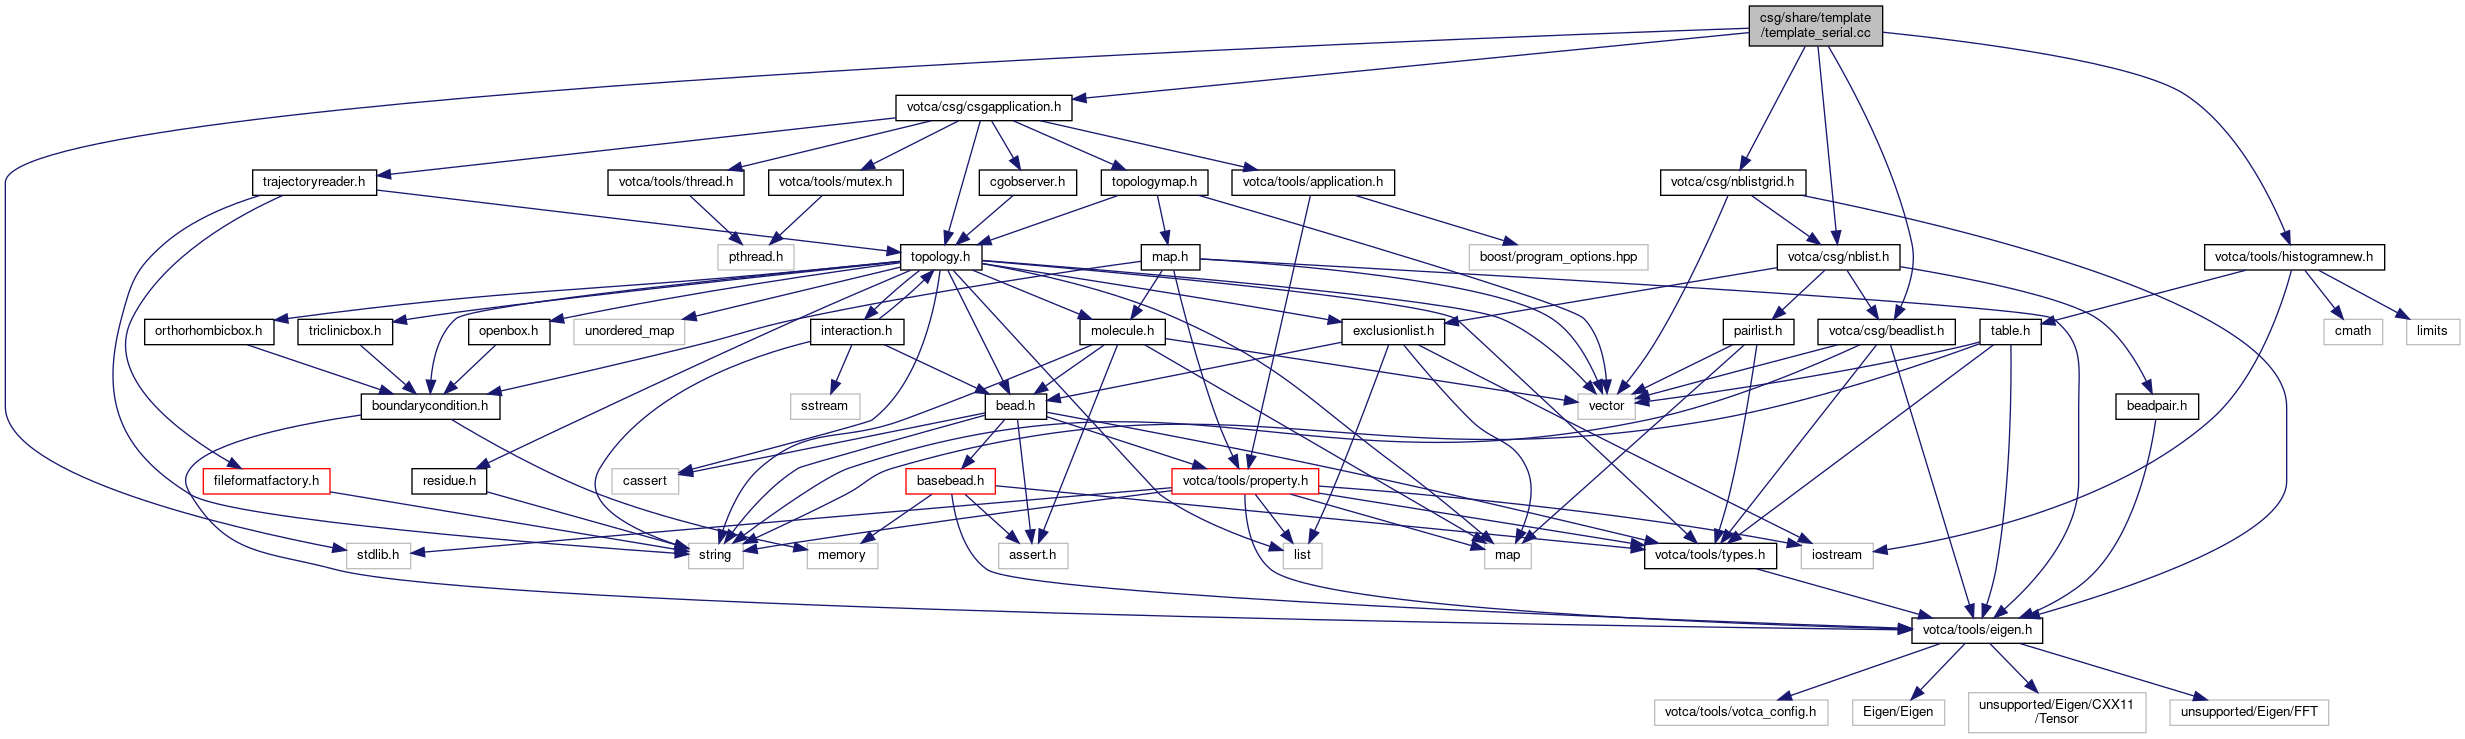 csg/share/template
/template_serial.cc
votca/csg/csgapplication.h
trajectoryreader.h
votca/tools/thread.h
votca/tools/mutex.h
cgobserver.h
topologymap.h
votca/tools/application.h
votca/csg/nblistgrid.h
pthread.h
topology.h
map.h
boost/program_options.hpp
votca/csg/nblist.h
votca/tools/histogramnew.h
orthorhombicbox.h
triclinicbox.h
openbox.h
unordered_map
interaction.h
molecule.h
exclusionlist.h
pairlist.h
votca/csg/beadlist.h
table.h
cmath
limits
boundarycondition.h
sstream
bead.h
vector
beadpair.h
fileformatfactory.h
residue.h
cassert
basebead.h
votca/tools/property.h
stdlib.h
string
memory
assert.h
list
map
votca/tools/types.h
iostream
votca/tools/eigen.h
votca/tools/votca_config.h
Eigen/Eigen
unsupported/Eigen/CXX11
/Tensor
unsupported/Eigen/FFT